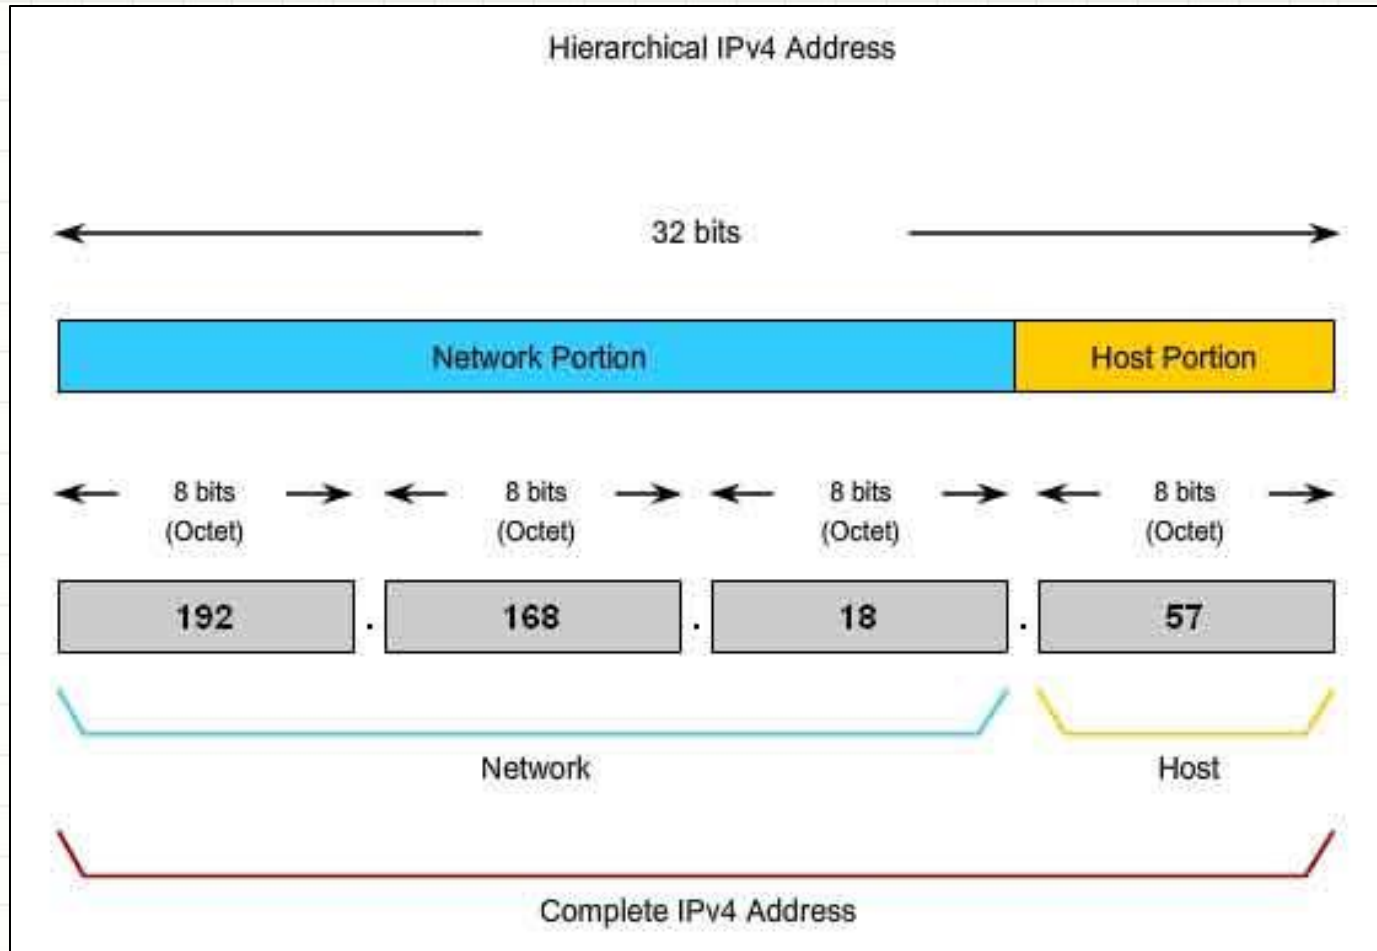 Hierarchical IPv4 Address
32 bits
Network Portion Host Portion
8 bits 8 bits 8 bits 8 bits
(Octet) (Octet) (Octet) (Octet)
192 . 168 . 18 . 57
Network Host
Complete IPv4 Address